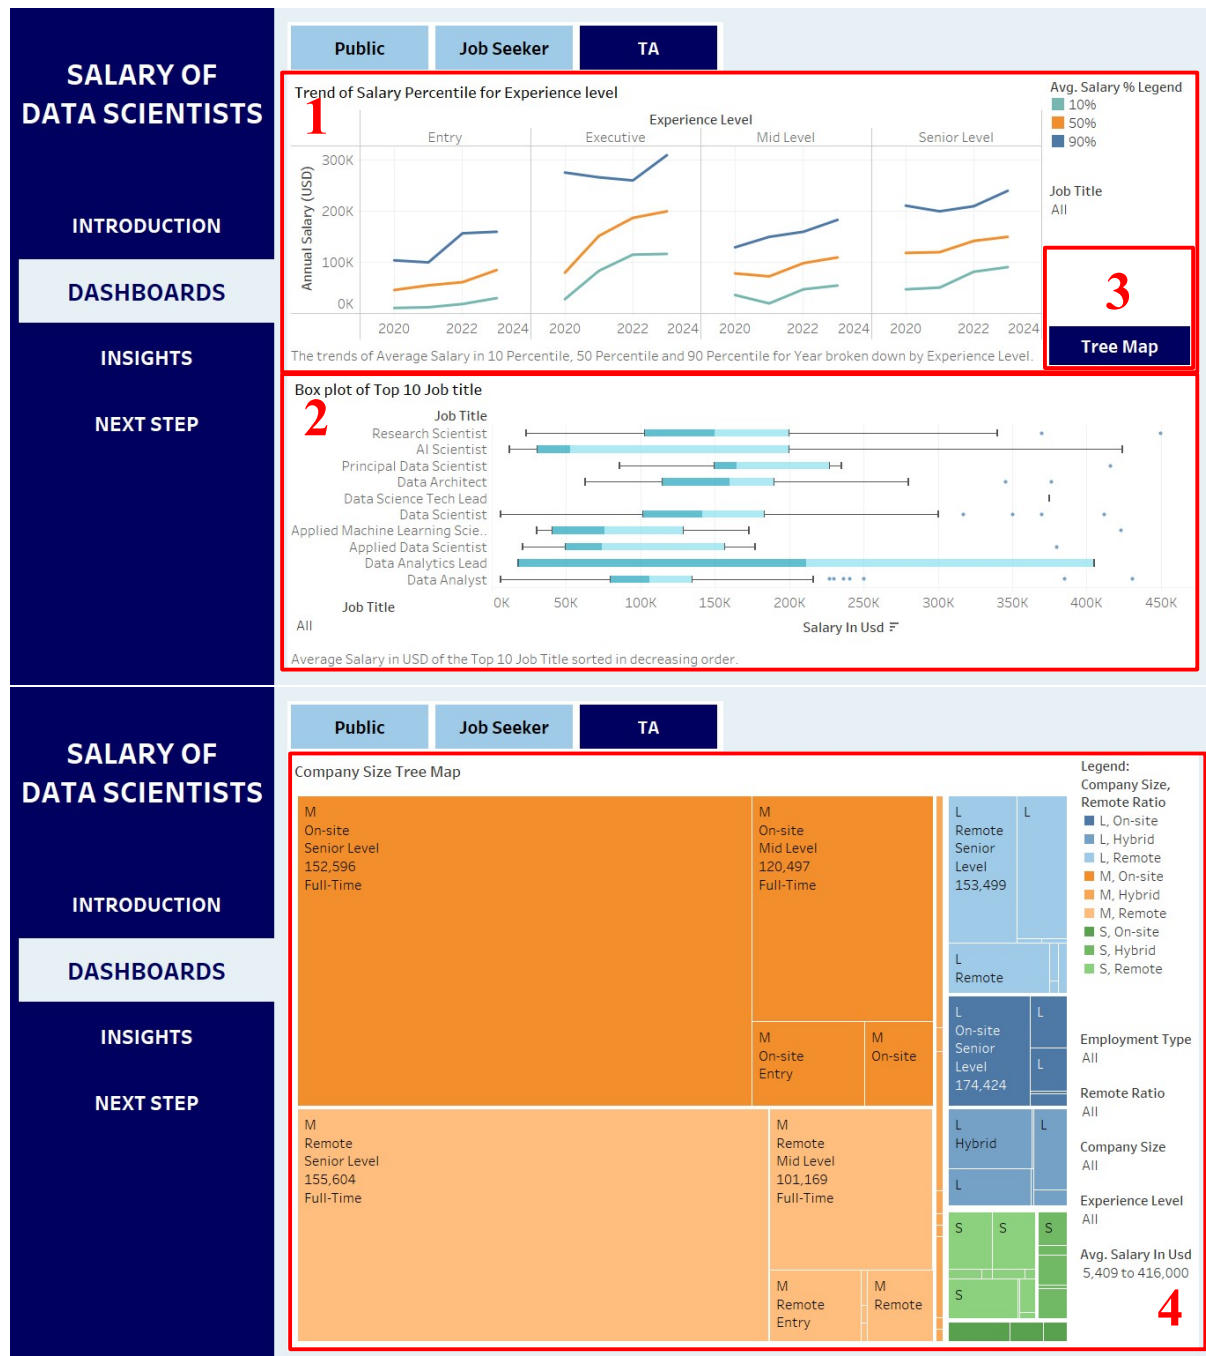 SALARY OF
DATA SCIENTISTS
INTRODUCTION
DASHBOARDS
INSIGHTS
NEXT STEP
Public
Job Seeker
TA
1
Trend of Salary Percentile for Experience level
Experience Level
Entry
Executive
Mid Level
Senior Level
Annual Salary (USD)
300K
200K
100K
0K
2020
2022
2024
2020
2022
2024
2020
2022
2024
2020
2022
2024
The trends of Average Salary in 10 Percentile, 50 Percentile and 90 Percentile for Year broken down by Experience Level.
Avg. Salary % Legend
10%
50%
90%
Job Title
All
3
Tree Map
Box plot of Top 10 Job title
2
Job Title
Research Scientist
AI Scientist
Principal Data Scientist
Data Architect
Data Science Tech Lead
Data Scientist
Applied Machine Learning Scie..
Applied Data Scientist
Data Analytics Lead
Data Analyst
0K
50K
100K
150K
200K
250K
300K
350K
400K
450K
Salary In Usd
Job Title
All
Average Salary in USD of the Top 10 Job Title sorted in decreasing order.
SALARY OF
DATA SCIENTISTS
INTRODUCTION
DASHBOARDS
INSIGHTS
NEXT STEP
Public
Job Seeker
TA
Company Size Tree Map
M
On-site
Senior Level
152,596
Full-Time
M
On-site
Mid Level
120,497
Full-Time
M
On-site
Entry
M
On-site
M
Remote
Senior Level
155,604
Full-Time
M
Remote
Mid Level
101,169
Full-Time
M
Remote
Entry
M
Remote
L
Remote
Senior
Level
153,499
L
L
Remote
L
On-site
Senior
Level
174,424
L
L
L
Hybrid
L
L
S
S
S
S
Legend:
Company Size,
Remote Ratio
L, On-site
L, Hybrid
L, Remote
M, On-site
M, Hybrid
M, Remote
S, On-site
S, Hybrid
S, Remote
Employment Type
All
Remote Ratio
All
Company Size
All
Experience Level
All
Avg. Salary In Usd
5,409 to 416,000
4